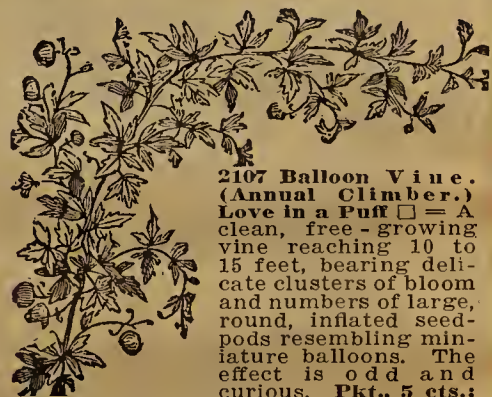 2107 Balloon Vine.
(Annual Climber.)
Love in a Puff □ = A
clean, free-growing
vine reaching 10 to
15 feet, bearing deli-
cate clusters of bloom
and numbers of large,
round, inflated seed-
pods resembling min-
iature balloons. The
effect is odd and
curious. Pkt., 5 cts.;